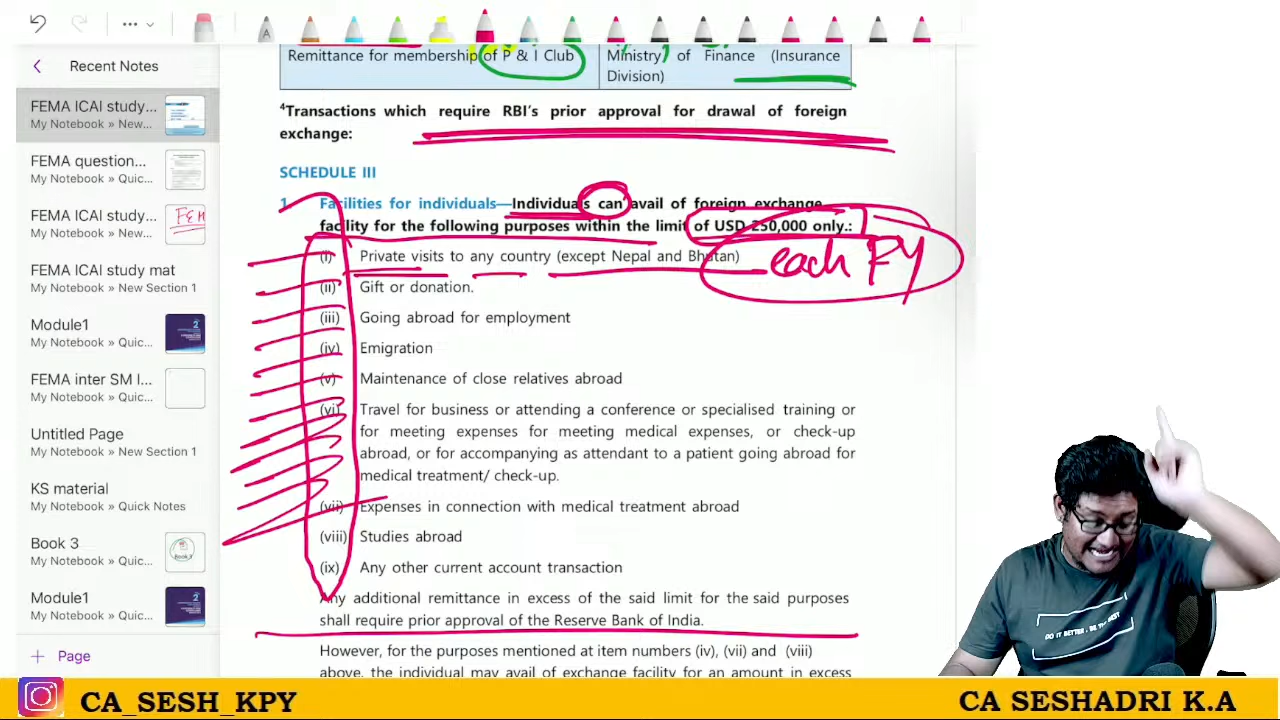 Recent Notes
FEMA ICAI study...
My Notebook » New...
FEMA question...
My Notebook » Quic...
FEMA ICAI study...
My Notebook » New...
FEM
FEMA ICAI study mat
My Notebook » New Section 1
Module1
My Notebook » Quic...
FEMA inter SM I...
My Notebook » Quic...
Untitled Page
My Notebook » New Section 1
KS material
My Notebook » Quick Notes
Book 3
My Notebook » Quic...
Module1
My Notebook » Quic...
+ Page
Remittance for membership of P & I Club
Ministry of Finance (Insurance
Division)
4Transactions which require RBI's prior approval for drawal of foreign
exchange:
SCHEDULE III
1. Facilities for individuals—Individuals can avail of foreign exchange
facility for the following purposes within the limit of USD 250,000 only.:
each FY
(i) Private visits to any country (except Nepal and Bhutan)
(ii) Gift or donation.
(iii) Going abroad for employment
(iv) Emigration
(v) Maintenance of close relatives abroad
(vi) Travel for business or attending a conference or specialised training or
for meeting expenses for meeting medical expenses, or check-up
abroad, or for accompanying as attendant to a patient going abroad for
medical treatment/ check-up.
(vii) Expenses in connection with medical treatment abroad
(viii) Studies abroad
(ix) Any other current account transaction
Any additional remittance in excess of the said limit for the said purposes
shall require prior approval of the Reserve Bank of India.
However, for the purposes mentioned at item numbers (iv), (vii) and (viii)
above, the individual may avail of exchange facility for an amount in excess
DO IT BETTER, BE THE BEST
CA_SESH_KPY
CA SESHADRI K.A